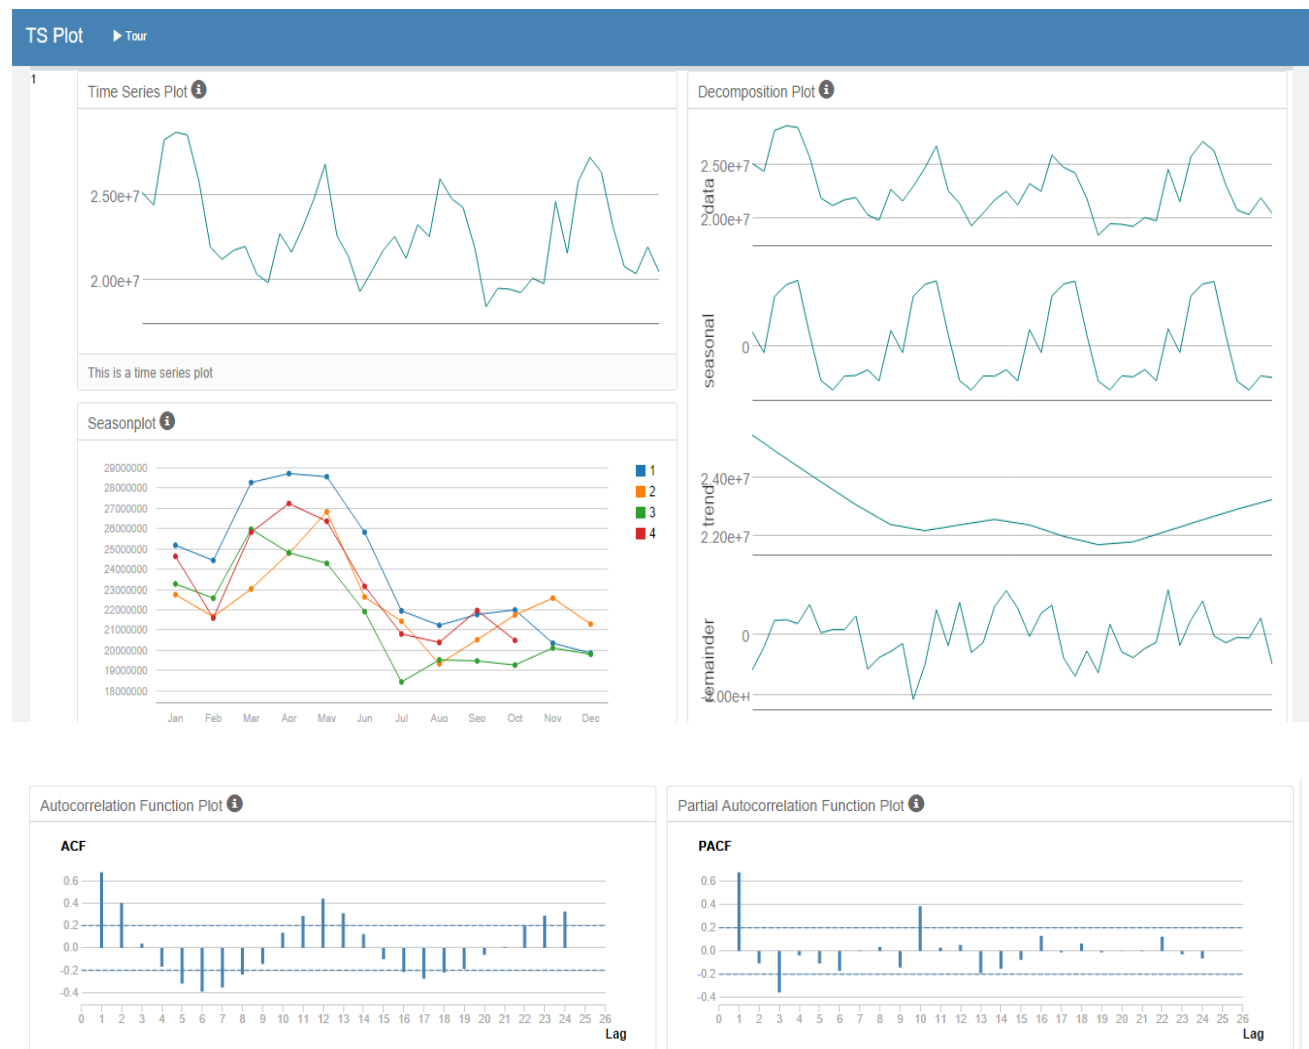 TS Plot Tour
1
Time Series Plot
2.50e+7
2.00e+7
This is a time series plot
Seasonplot
29000000
28000000
27000000
26000000
25000000
24000000
23000000
22000000
21000000
20000000
19000000
18000000
Jan Feb Mar Apr May Jun Jul Aug Sep Oct Nov Dec
1
2
3
4
Decomposition Plot
2.50e+7
data
2.00e+7
seasonal
0
2.40e+7
trend
2.20e+7
0
remainder
Autocorrelation Function Plot
ACF
0.6
0.4
0.2
0.0
-0.2
-0.4
0 1 2 3 4 5 6 7 8 9 10 11 12 13 14 15 16 17 18 19 20 21 22 23 24 25 26
Lag
Partial Autocorrelation Function Plot
PACF
0.6
0.4
0.2
0.0
-0.2
-0.4
0 1 2 3 4 5 6 7 8 9 10 11 12 13 14 15 16 17 18 19 20 21 22 23 24 25 26
Lag